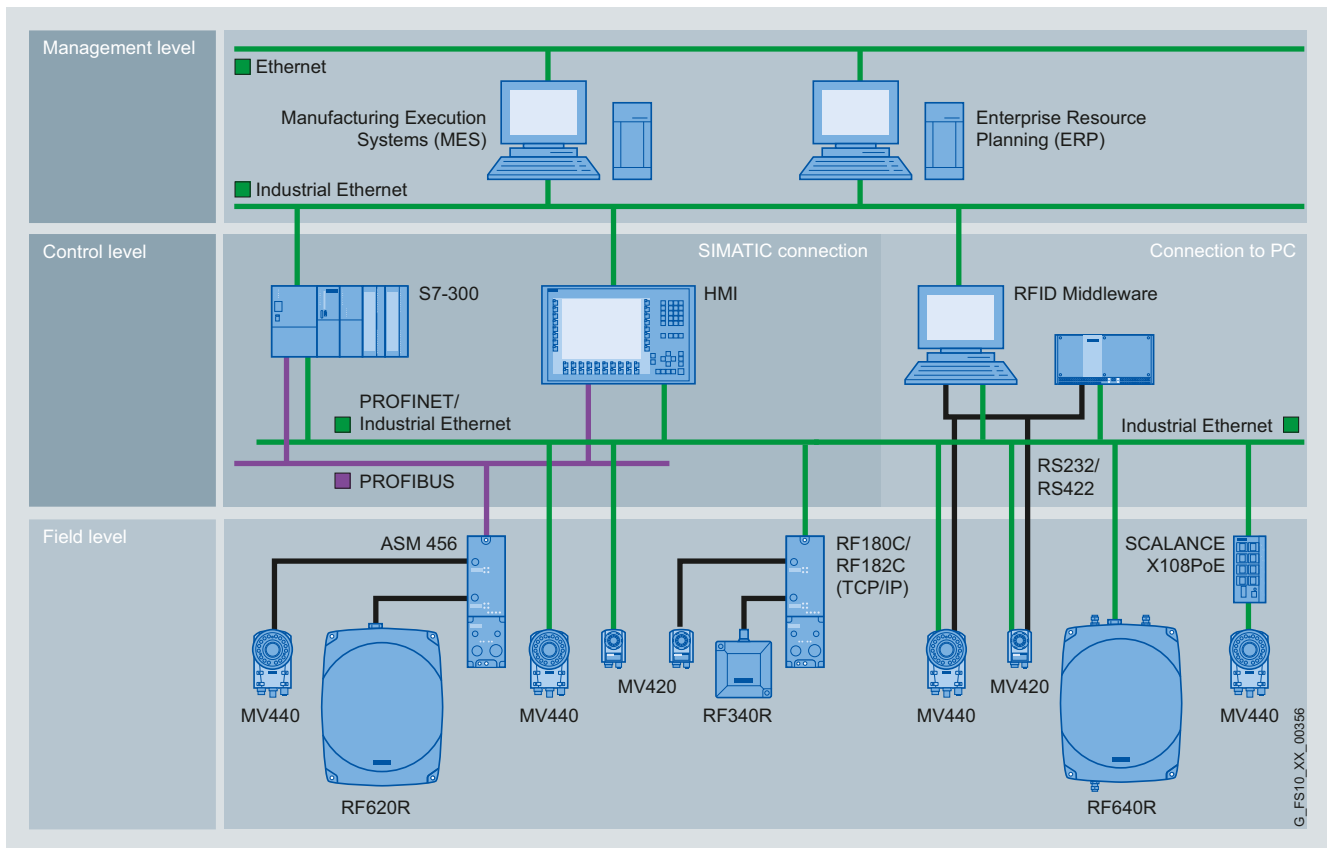 Management level
Ethernet
Manufacturing Execution
Systems (MES)
Enterprise Resource
Planning (ERP)
Industrial Ethernet
Control level
SIMATIC connection
Connection to PC
S7-300
HMI
RFID Middleware
PROFINET/
Industrial Ethernet
Industrial Ethernet
PROFIBUS
RS232/
RS422
Field level
ASM 456
RF180C/
RF182C
(TCP/IP)
SCALANCE
X108PoE
MV440
MV440
MV420
RF340R
MV440
MV420
MV440
RF620R
RF640R
G_FS10_XX_00356